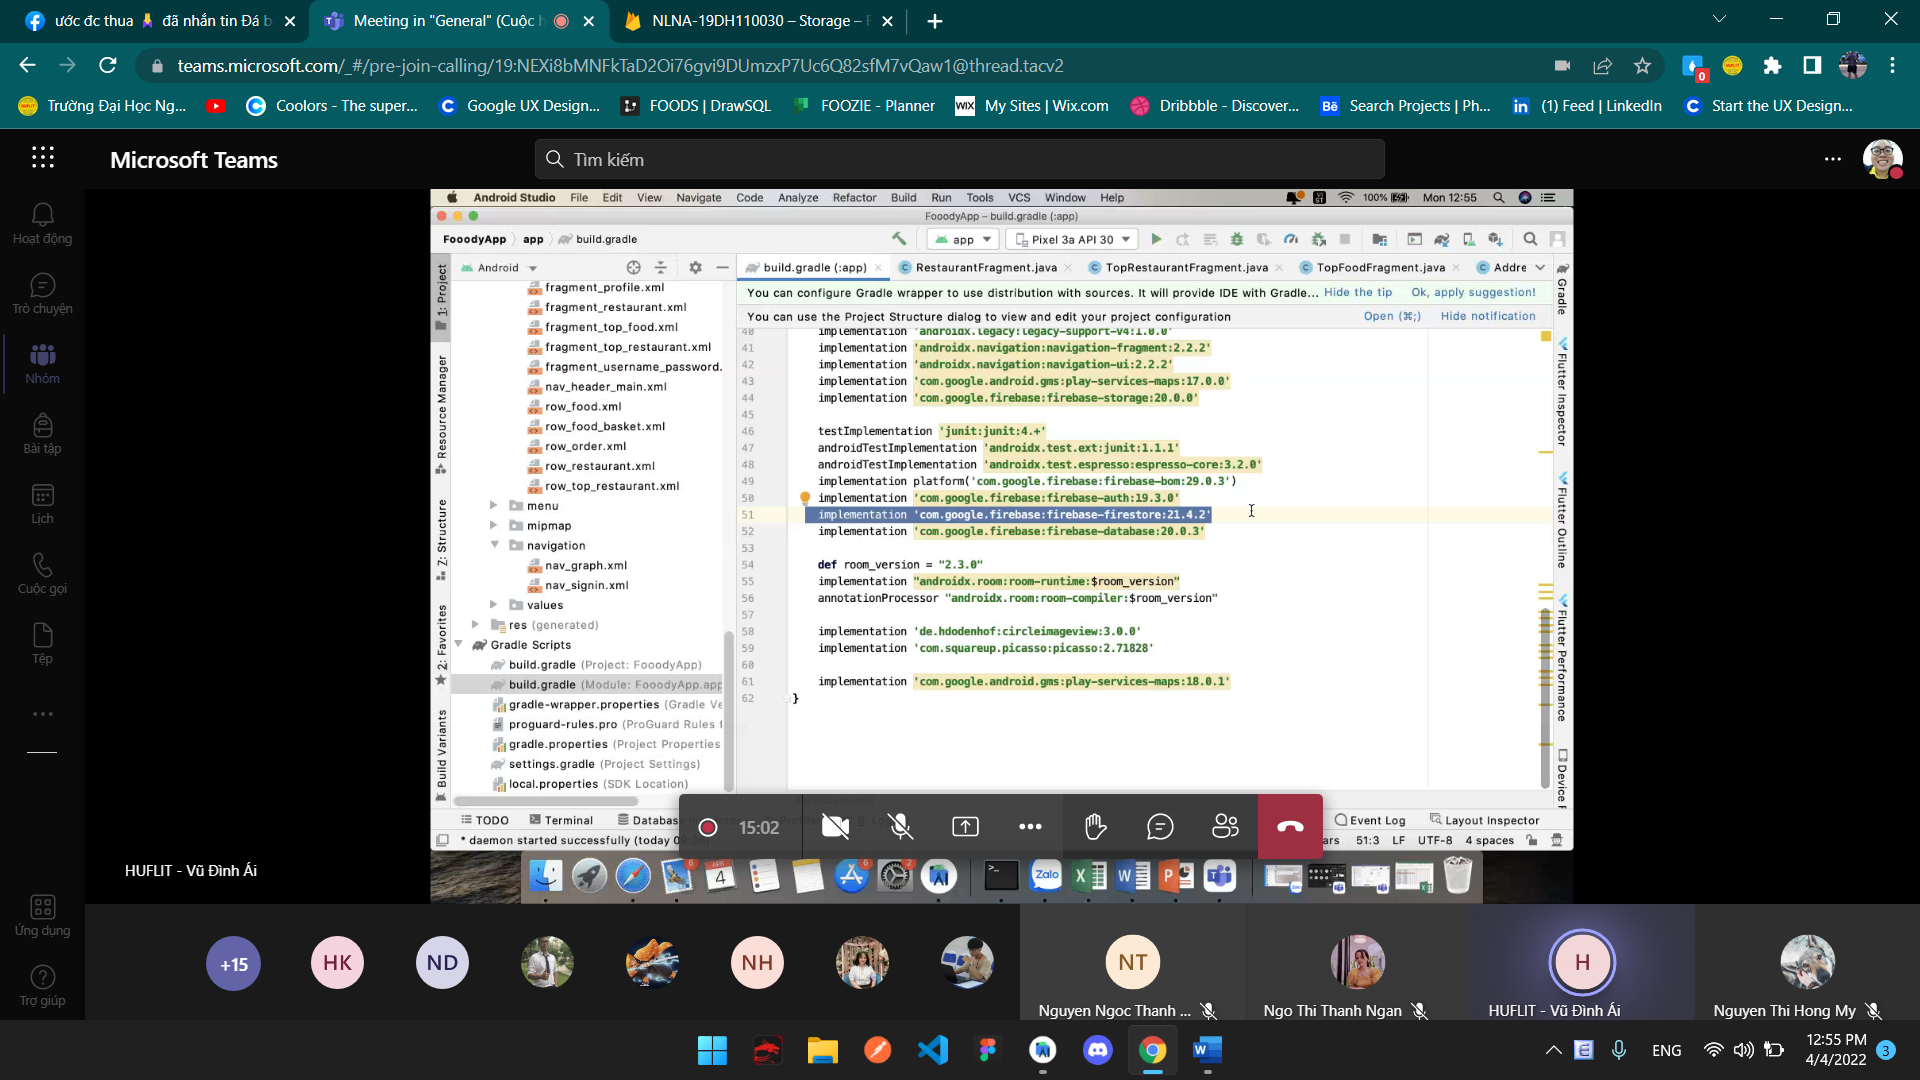 ước đc thua 🧜 đã nhắn tin Đá b
Meeting in "General" (Cuộc h
NLNA-19DH110030 – Storage – F
teams.microsoft.com/_#/pre-join-calling/19:NEXi8bMNFkTaD2Oi76gvi9DUmzxP7Uc6Q82sfM7vQaw1@thread.tacv2
0
Trường Đại Học Ng...
Coolors - The super...
Google UX Design...
FOODS | DrawSQL
FOOZIE - Planner
WIX
My Sites | Wix.com
Dribbble - Discover...
Bē
Search Projects | Ph...
in
(1) Feed | LinkedIn
Start the UX Design...
Microsoft Teams
Tìm kiếm
Hoạt động
Trò chuyện
Nhóm
Bài tập
Lịch
Cuộc gọi
Tệp
Ứng dụng
Trợ giúp
Android Studio File Edit View Navigate Code Analyze Refactor Build Run Tools VCS Window Help
100% Mon 12:55
FooodyApp – build.gradle (:app)
FooodyApp app build.gradle
app
Pixel 3a API 30
Android
build.gradle (:app)
RestaurantFragment.java
TopRestaurantFragment.java
TopFoodFragment.java
Addre
You can configure Gradle wrapper to use distribution with sources. It will provide IDE with Gradle... Hide the tip Ok, apply suggestion!
You can use the Project Structure dialog to view and edit your project configuration Open (⌘;) Hide notification
1: Project
Resource Manager
Z: Structure
2: Favorites
Build Variants
fragment_profile.xml
fragment_restaurant.xml
fragment_top_food.xml
fragment_top_restaurant.xml
fragment_username_password.
nav_header_main.xml
row_food.xml
row_food_basket.xml
row_order.xml
row_restaurant.xml
row_top_restaurant.xml
menu
mipmap
navigation
nav_graph.xml
nav_signin.xml
values
res (generated)
Gradle Scripts
build.gradle (Project: FooodyApp)
build.gradle (Module: FooodyApp.app
gradle-wrapper.properties (Gradle Ve
proguard-rules.pro (ProGuard Rules f
gradle.properties (Project Properties
settings.gradle (Project Settings)
local.properties (SDK Location)
40 implementation 'androidx.legacy:legacy-support-v4:1.0.0'
41 implementation 'androidx.navigation:navigation-fragment:2.2.2'
42 implementation 'androidx.navigation:navigation-ui:2.2.2'
43 implementation 'com.google.android.gms:play-services-maps:17.0.0'
44 implementation 'com.google.firebase:firebase-storage:20.0.0'
45
46 testImplementation 'junit:junit:4.+'
47 androidTestImplementation 'androidx.test.ext:junit:1.1.1'
48 androidTestImplementation 'androidx.test.espresso:espresso-core:3.2.0'
49 implementation platform('com.google.firebase:firebase-bom:29.0.3')
50 implementation 'com.google.firebase:firebase-auth:19.3.0'
51 implementation 'com.google.firebase:firebase-firestore:21.4.2'
52 implementation 'com.google.firebase:firebase-database:20.0.3'
53
54 def room_version = "2.3.0"
55 implementation "androidx.room:room-runtime:$room_version"
56 annotationProcessor "androidx.room:room-compiler:$room_version"
57
58 implementation 'de.hdodenhof:circleimageview:3.0.0'
59 implementation 'com.squareup.picasso:picasso:2.71828'
60
61 implementation 'com.google.android.gms:play-services-maps:18.0.1'
62 }
Gradle
Flutter Inspector
Flutter Outline
Flutter Performance
TODO
Terminal
Database
Event Log
Layout Inspector
* daemon started successfully (today
51:3 LF UTF-8 4 spaces
15:02
APR
4
Zalo
HUFLIT - Vũ Đình Ái
+15
HK
ND
NH
NT
H
Nguyen Ngoc Thanh ...
Ngo Thi Thanh Ngan
HUFLIT - Vũ Đình Ái
Nguyen Thi Hong My
ENG
12:55 PM
4/4/2022
3